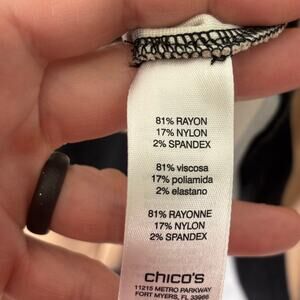 81% RAYON
17% NYLON
2% SPANDEX
81% viscosa
17% poliamida
2% elastano
81% RAYONNE
17% NYLON
2% SPANDEX
chico's
11215 METRO PARKWAY
FORT MYERS, FL 33966